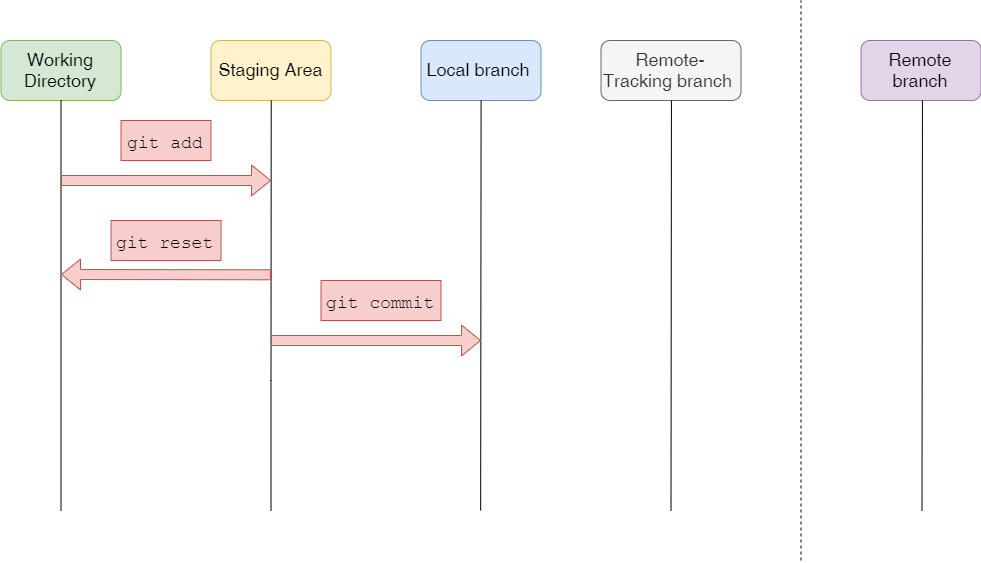 Working
Directory
Staging Area
Local branch
Remote-
Tracking branch
Remote
branch
git add
git reset
git commit